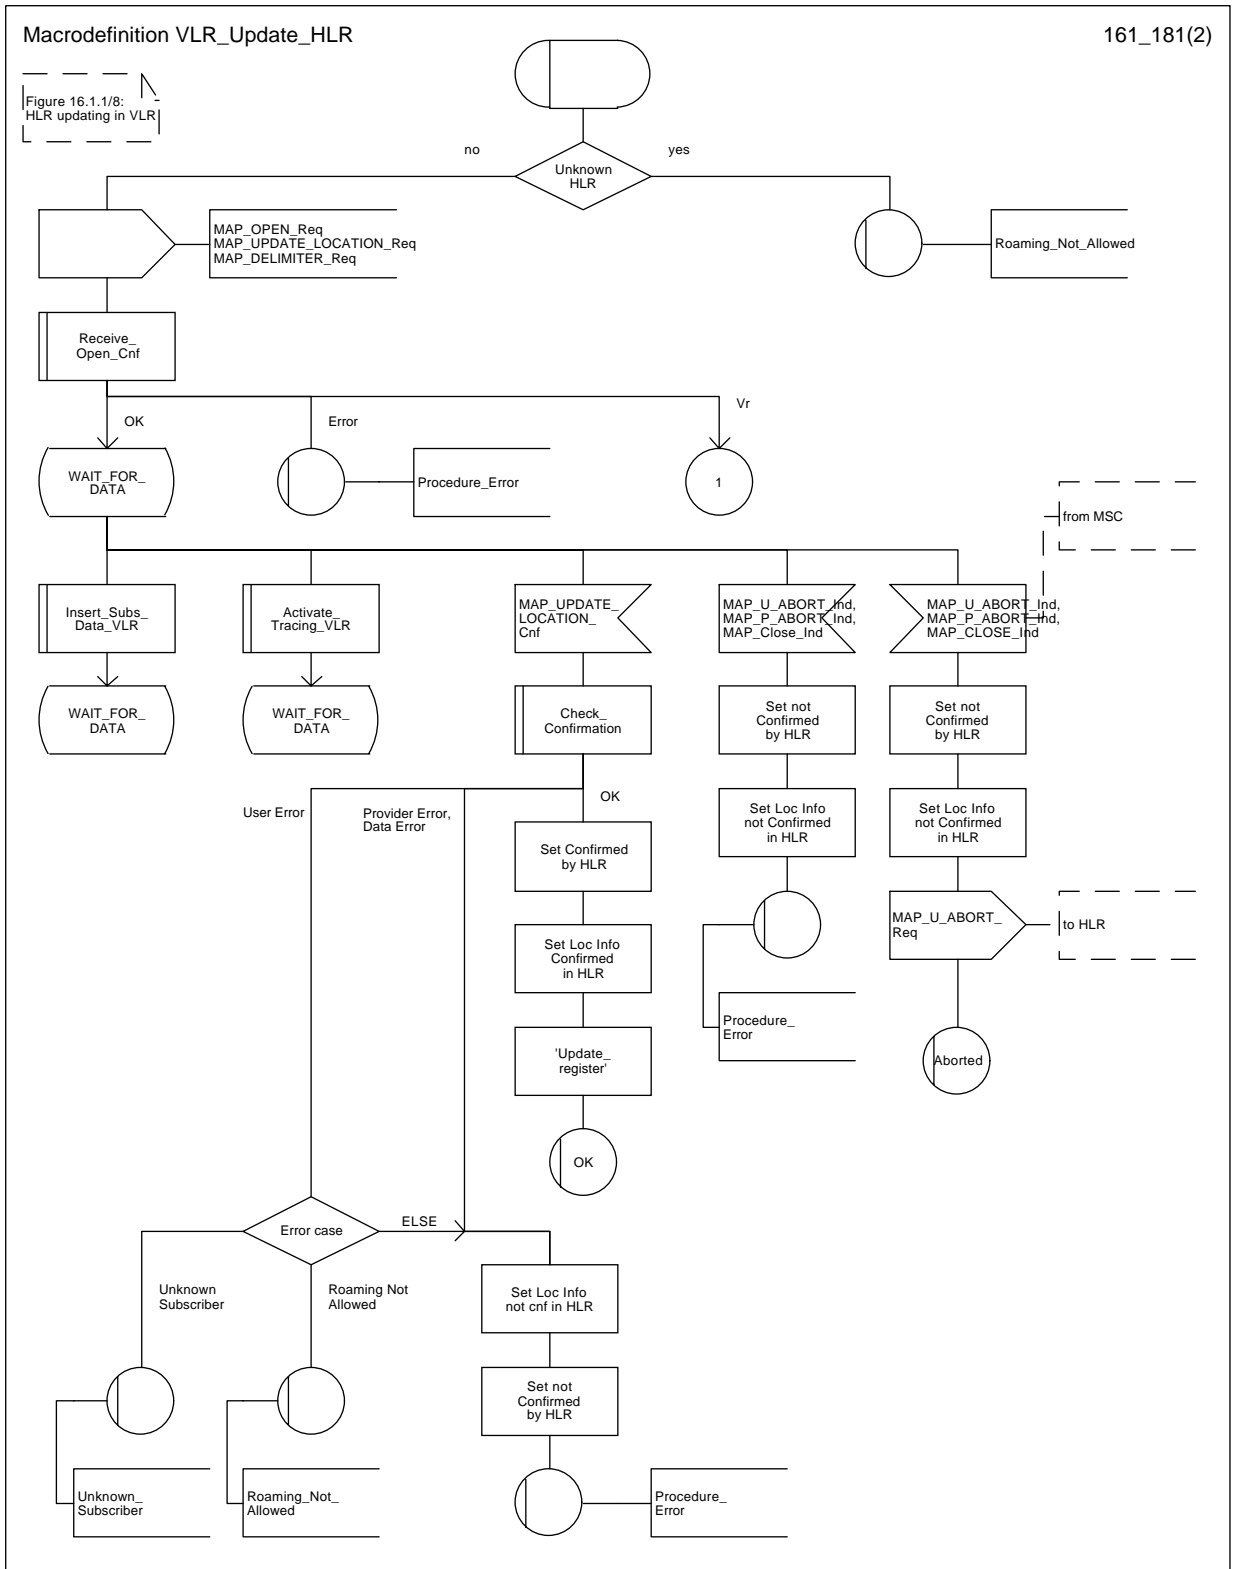 Macrodefinition VLR_Update_HLR
161_181(2)
Figure 16.1.1/8:
HLR updating in VLR
no
yes
Unknown
HLR
MAP_OPEN_Req
MAP_UPDATE_LOCATION_Req
MAP_DELIMITER_Req
Roaming_Not_Allowed
Receive_
Open_Cnf
OK
Error
Vr
WAIT_FOR_
DATA
Procedure_Error
1
from MSC
Insert_Subs_
Data_VLR
Activate_
Tracing_VLR
MAP_UPDATE_
LOCATION_
Cnf
MAP_U_ABORT_Ind,
MAP_P_ABORT_Ind,
MAP_Close_Ind
MAP_U_ABORT_Ind,
MAP_P_ABORT_Ind,
MAP_CLOSE_Ind
WAIT_FOR_
DATA
WAIT_FOR_
DATA
Check_
Confirmation
Set not
Confirmed
by HLR
Set not
Confirmed
by HLR
User Error
Provider Error,
Data Error
OK
Set Loc Info
not Confirmed
in HLR
Set Loc Info
not Confirmed
in HLR
Set Confirmed
by HLR
MAP_U_ABORT_
Req
to HLR
Set Loc Info
Confirmed
in HLR
Procedure_
Error
'Update_
register'
Aborted
OK
Error case
ELSE
Unknown
Subscriber
Roaming Not
Allowed
Set Loc Info
not cnf in HLR
Set not
Confirmed
by HLR
Unknown_
Subscriber
Roaming_Not_
Allowed
Procedure_
Error